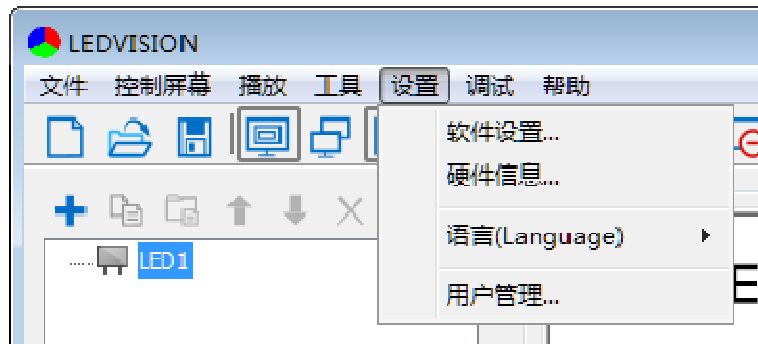 LEDVISION
文件 控制屏幕 播放 工具 设置 调试 帮助
软件设置...
硬件信息...
语言(Language)
用户管理...
LED1
E